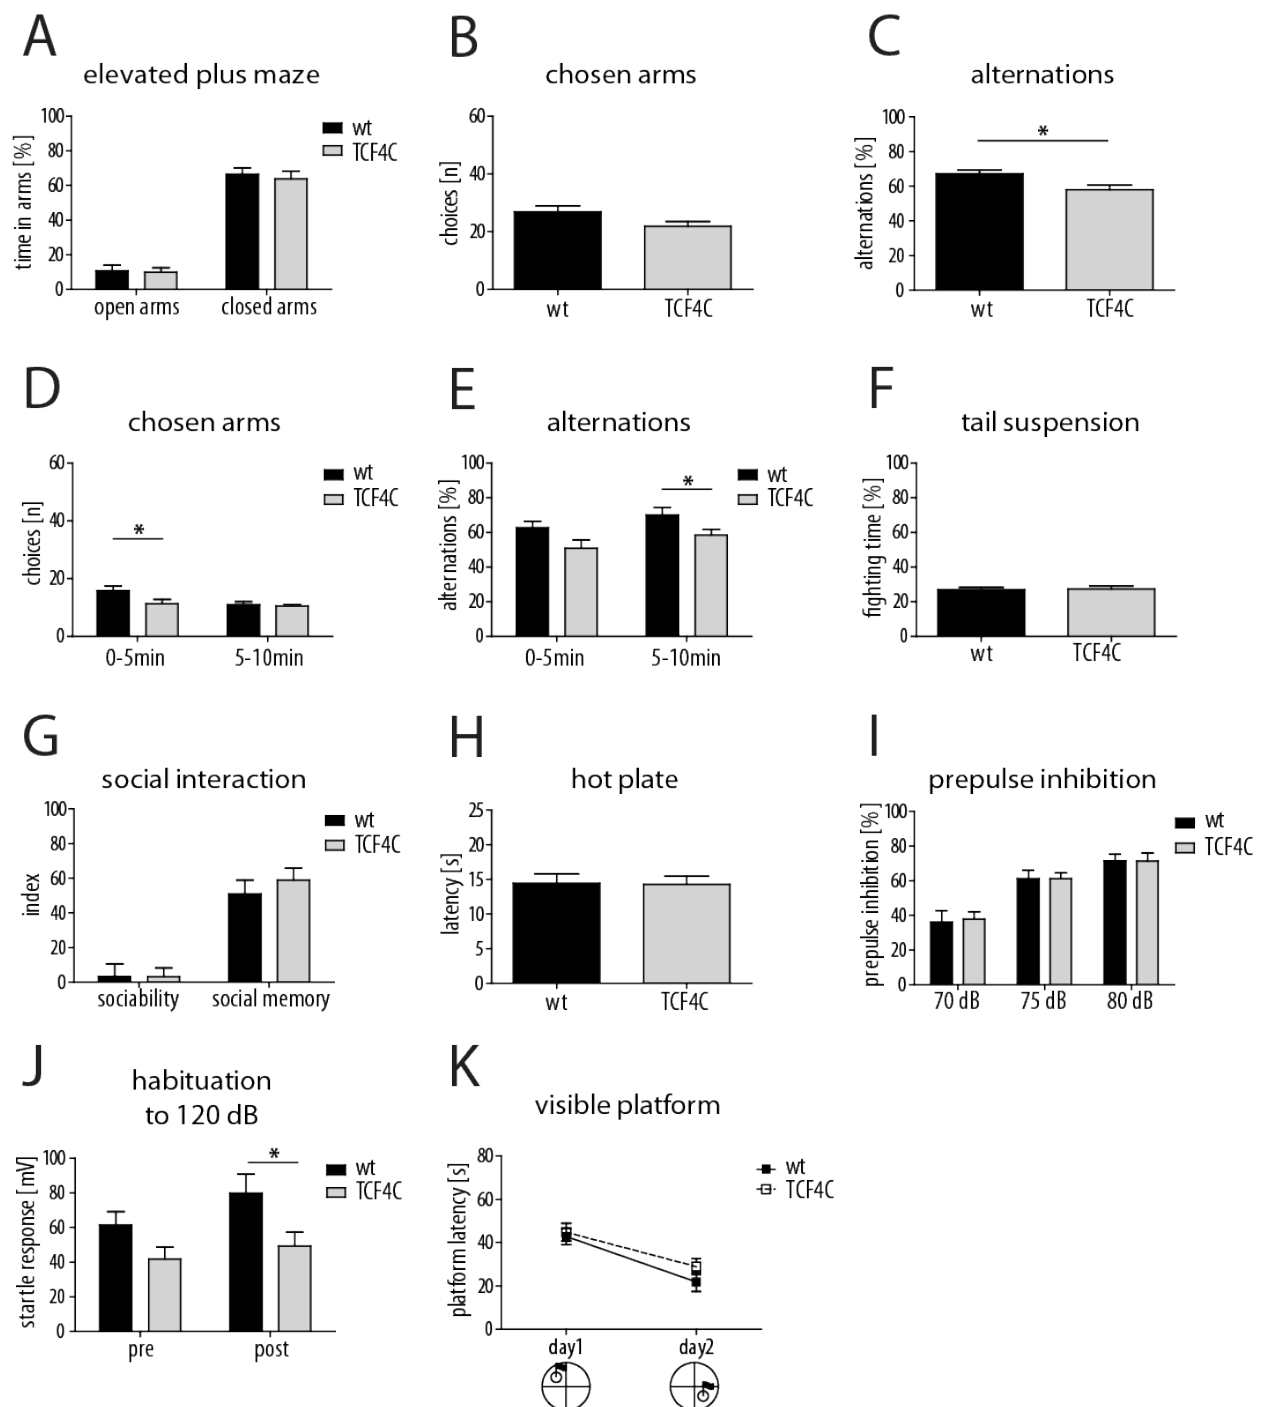 A
elevated plus maze
time in arms [%]
100
80
60
40
20
0
open arms
closed arms
wt
TCF4C
B
chosen arms
choices [n]
60
40
20
0
wt
TCF4C
C
alternations
alternations [%]
100
80
60
40
20
0
*
wt
TCF4C
D
chosen arms
choices [n]
60
40
20
0
*
0-5min
5-10min
wt
TCF4C
E
alternations
alternations [%]
100
80
60
40
20
0
*
0-5min
5-10min
wt
TCF4C
F
tail suspension
fighting time [%]
100
80
60
40
20
0
wt
TCF4C
G
social interaction
index
100
80
60
40
20
0
sociability
social memory
wt
TCF4C
H
hot plate
latency [s]
25
20
15
10
5
0
wt
TCF4C
I
prepulse inhibition
prepulse inhibition [%]
100
80
60
40
20
0
70 dB
75 dB
80 dB
wt
TCF4C
J
habituation
to 120 dB
startle response [mV]
100
80
60
40
20
0
*
pre
post
wt
TCF4C
K
visible platform
platform latency [s]
80
60
40
20
0
day1
day2
wt
TCF4C